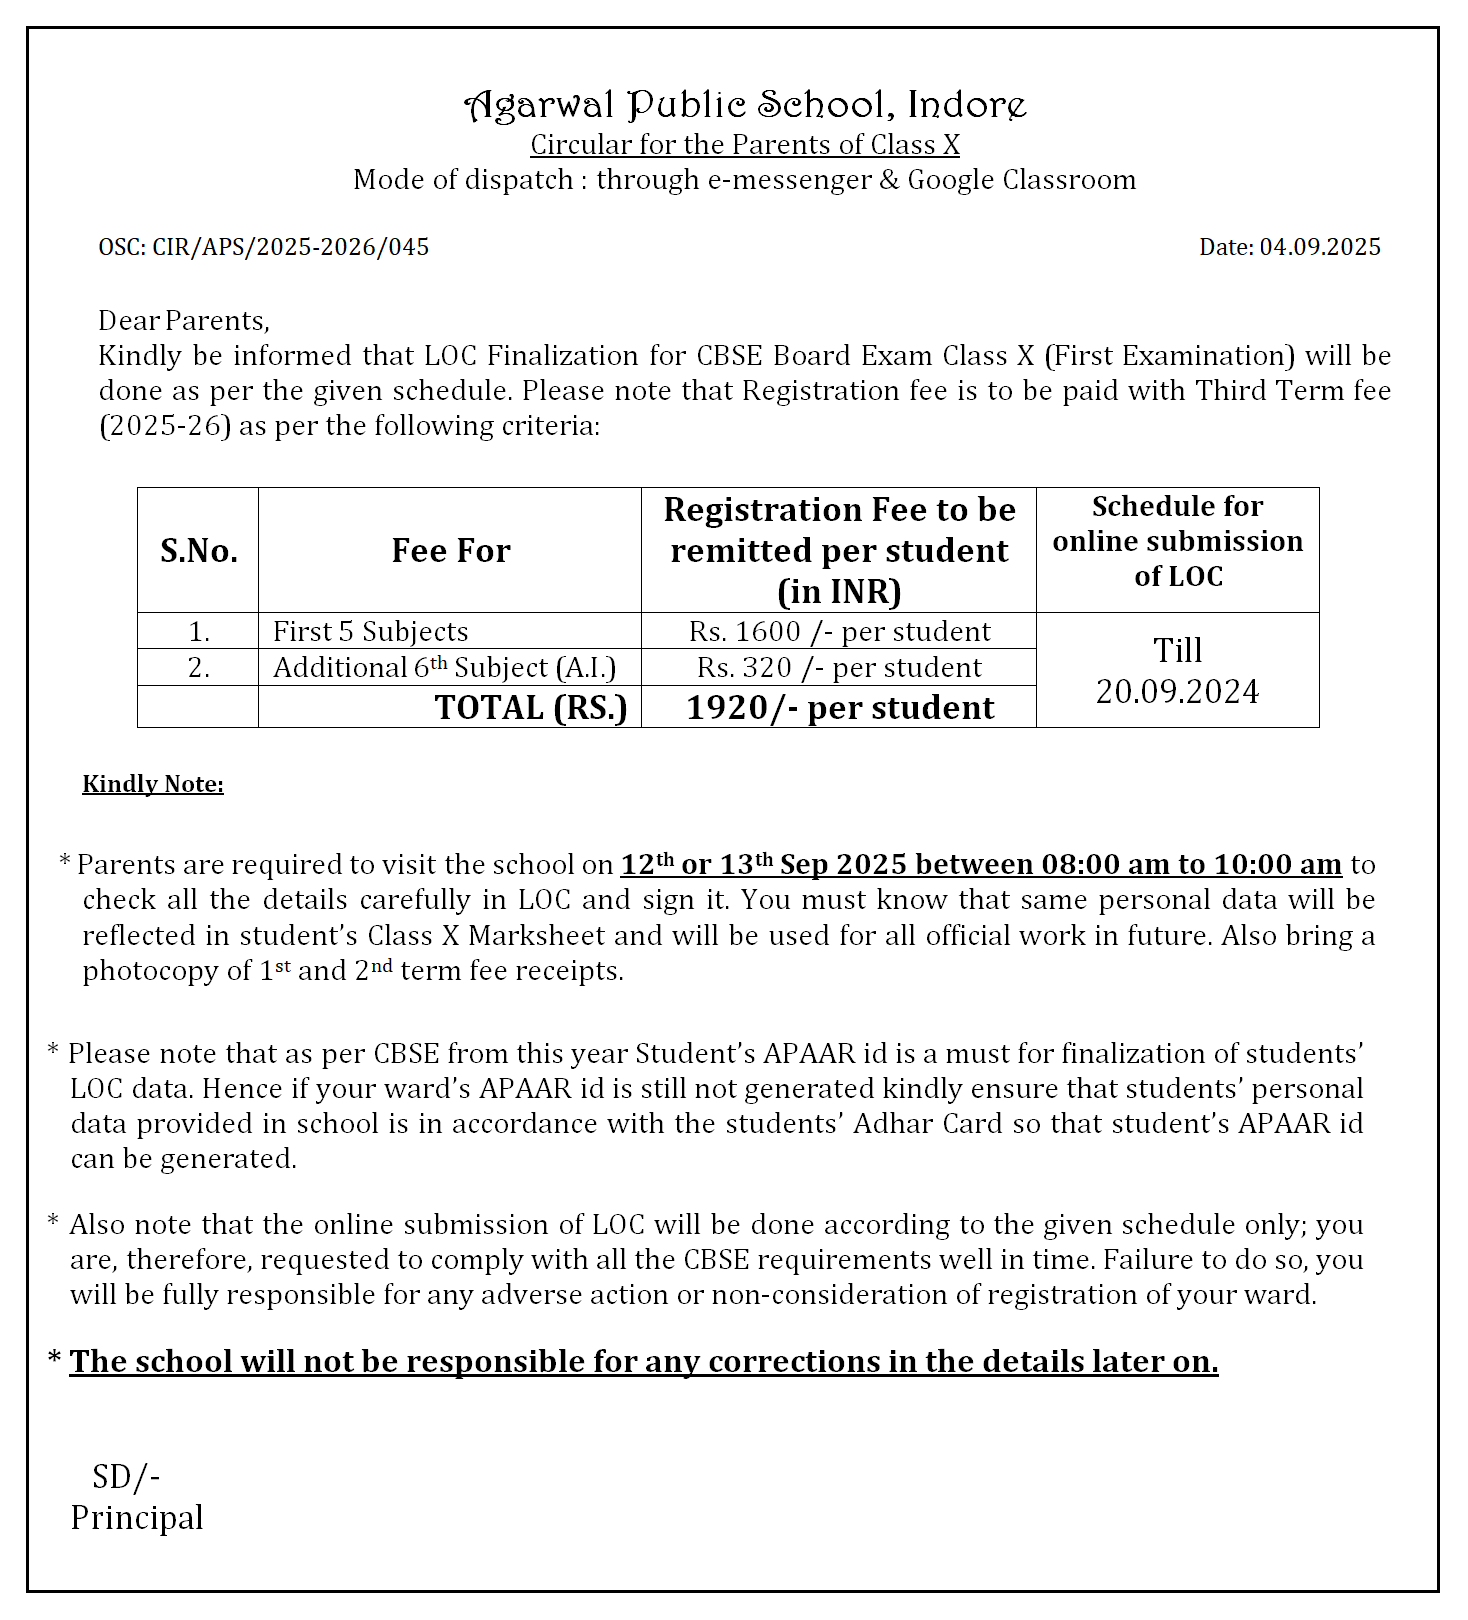 Agarwal Public School, Indore
Circular for the Parents of Class X
Mode of dispatch : through e-messenger & Google Classroom
OSC: CIR/APS/2025-2026/045 Date: 04.09.2025
Dear Parents,
Kindly be informed that LOC Finalization for CBSE Board Exam Class X (First Examination) will be
done as per the given schedule. Please note that Registration fee is to be paid with Third Term fee
(2025-26) as per the following criteria:
S.No. Fee For Registration Fee to be remitted per student (in INR) Schedule for online submission of LOC
1. First 5 Subjects Rs. 1600 /- per student
2. Additional 6th Subject (A.I.) Rs. 320 /- per student
TOTAL (RS.) 1920/- per student
Till
20.09.2024
Kindly Note:
* Parents are required to visit the school on 12th or 13th Sep 2025 between 08:00 am to 10:00 am to
check all the details carefully in LOC and sign it. You must know that same personal data will be
reflected in student’s Class X Marksheet and will be used for all official work in future. Also bring a
photocopy of 1st and 2nd term fee receipts.
* Please note that as per CBSE from this year Student’s APAAR id is a must for finalization of students’
LOC data. Hence if your ward’s APAAR id is still not generated kindly ensure that students’ personal
data provided in school is in accordance with the students’ Adhar Card so that student’s APAAR id
can be generated.
* Also note that the online submission of LOC will be done according to the given schedule only; you
are, therefore, requested to comply with all the CBSE requirements well in time. Failure to do so, you
will be fully responsible for any adverse action or non-consideration of registration of your ward.
* The school will not be responsible for any corrections in the details later on.
SD/-
Principal